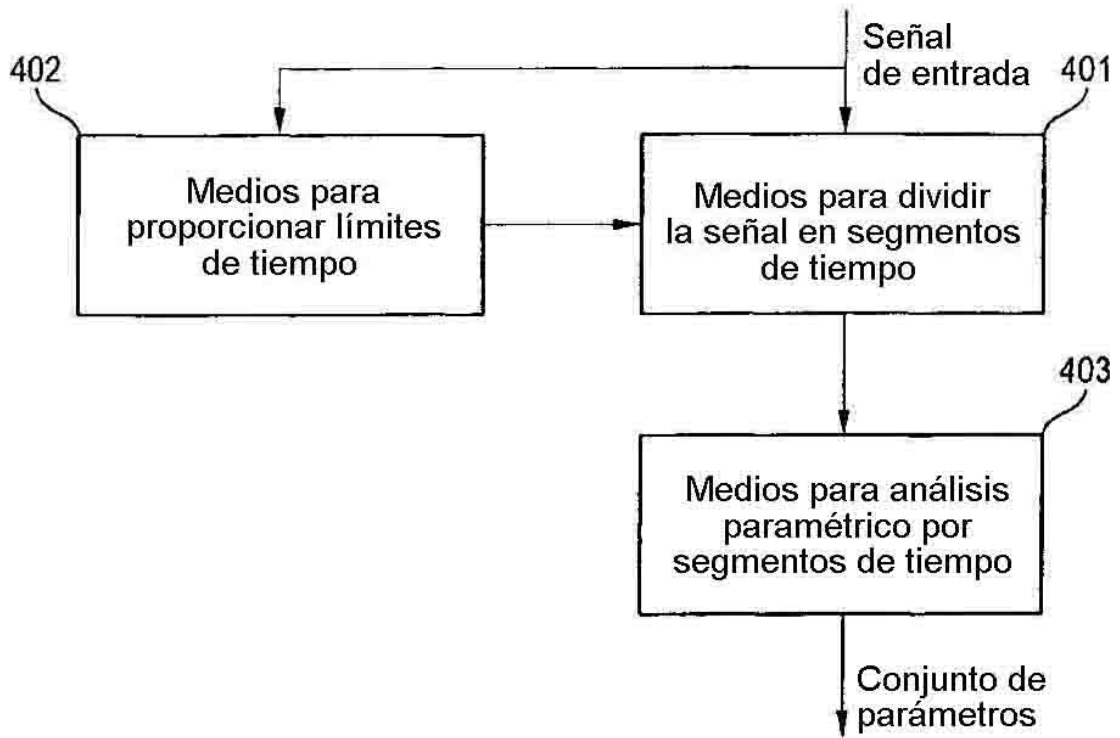 Señal
de entrada
402
401
Medios para
proporcionar límites
de tiempo
Medios para dividir
la señal en segmentos
de tiempo
403
Medios para análisis
paramétrico por
segmentos de tiempo
Conjunto de
parámetros